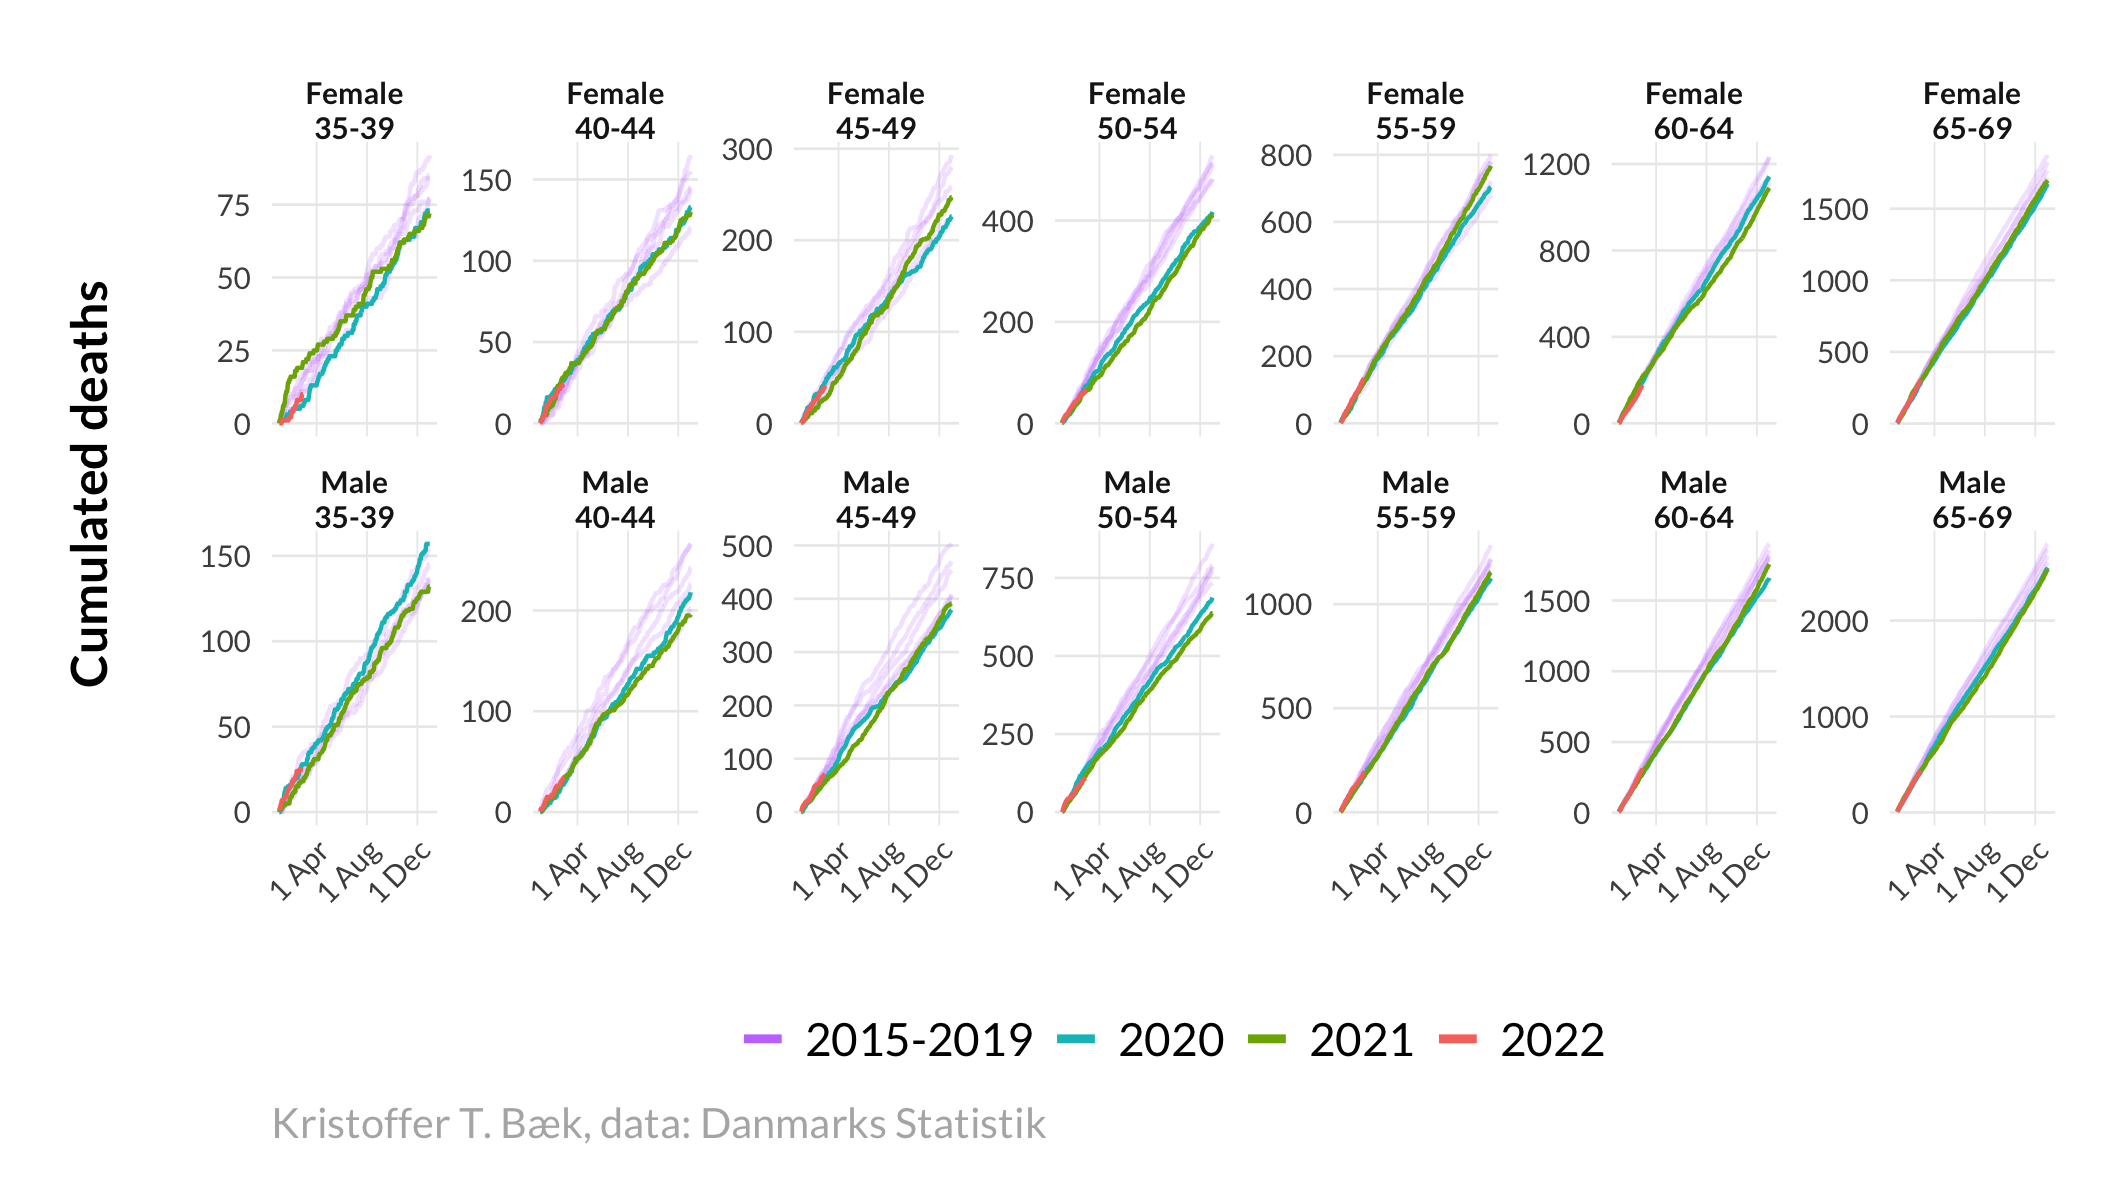 Female Female Female Female Female Female Female
35-39 40-44 45-49 50-54 55-59 60-64 65-69
75 50 25 0
150 100 50 0
300 200 100 0
400 200 0
800 600 400 200 0
1200 800 400 0
1500 1000 500 0
Cumulated deaths
Male Male Male Male Male Male Male
35-39 40-44 45-49 50-54 55-59 60-64 65-69
150 100 50 0
200 100 0
500 400 300 200 100 0
750 500 250 0
1000 500 0
1500 1000 500 0
2000 1000 0
1 Apr 1 Aug 1 Dec 1 Apr 1 Aug 1 Dec 1 Apr 1 Aug 1 Dec 1 Apr 1 Aug 1 Dec 1 Apr 1 Aug 1 Dec 1 Apr 1 Aug 1 Dec 1 Apr 1 Aug 1 Dec
2015-2019 2020 2021 2022
Kristoffer T. Bæk, data: Danmarks Statistik